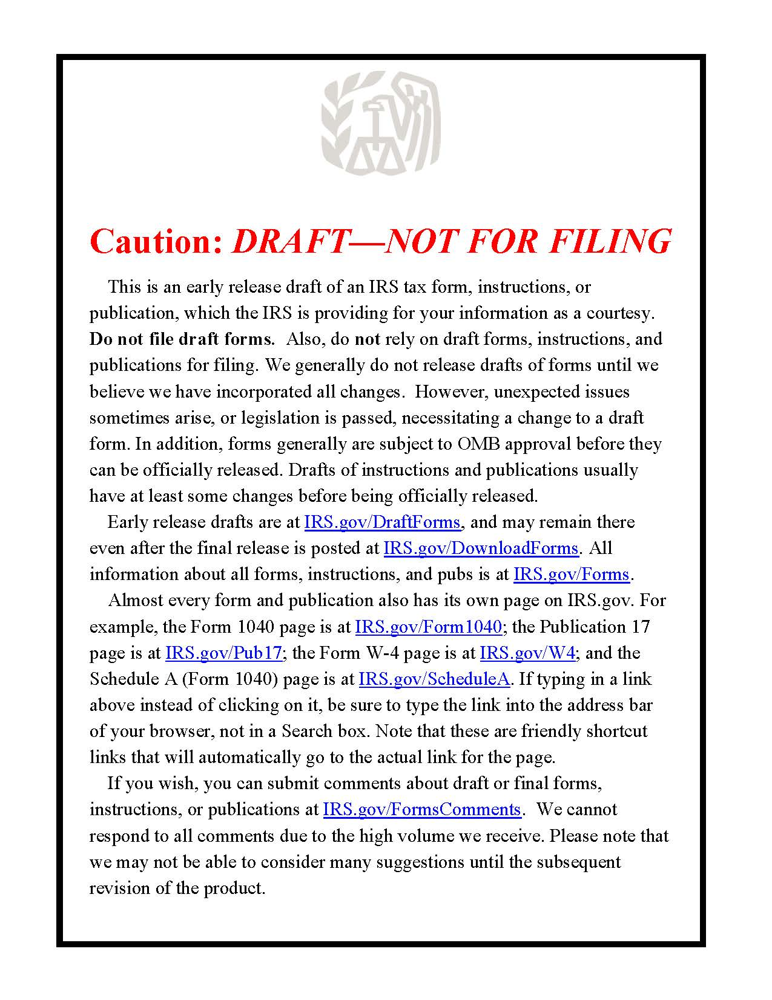 Caution: DRAFT—NOT FOR FILING
This is an early release draft of an IRS tax form, instructions, or
publication, which the IRS is providing for your information as a courtesy.
Do not file draft forms. Also, do not rely on draft forms, instructions, and
publications for filing. We generally do not release drafts of forms until we
believe we have incorporated all changes. However, unexpected issues
sometimes arise, or legislation is passed, necessitating a change to a draft
form. In addition, forms generally are subject to OMB approval before they
can be officially released. Drafts of instructions and publications usually
have at least some changes before being officially released.
Early release drafts are at IRS.gov/DraftForms, and may remain there
even after the final release is posted at IRS.gov/DownloadForms. All
information about all forms, instructions, and pubs is at IRS.gov/Forms.
Almost every form and publication also has its own page on IRS.gov. For
example, the Form 1040 page is at IRS.gov/Form1040; the Publication 17
page is at IRS.gov/Pub17; the Form W-4 page is at IRS.gov/W4; and the
Schedule A (Form 1040) page is at IRS.gov/ScheduleA. If typing in a link
above instead of clicking on it, be sure to type the link into the address bar
of your browser, not in a Search box. Note that these are friendly shortcut
links that will automatically go to the actual link for the page.
If you wish, you can submit comments about draft or final forms,
instructions, or publications at IRS.gov/FormsComments. We cannot
respond to all comments due to the high volume we receive. Please note that
we may not be able to consider many suggestions until the subsequent
revision of the product.